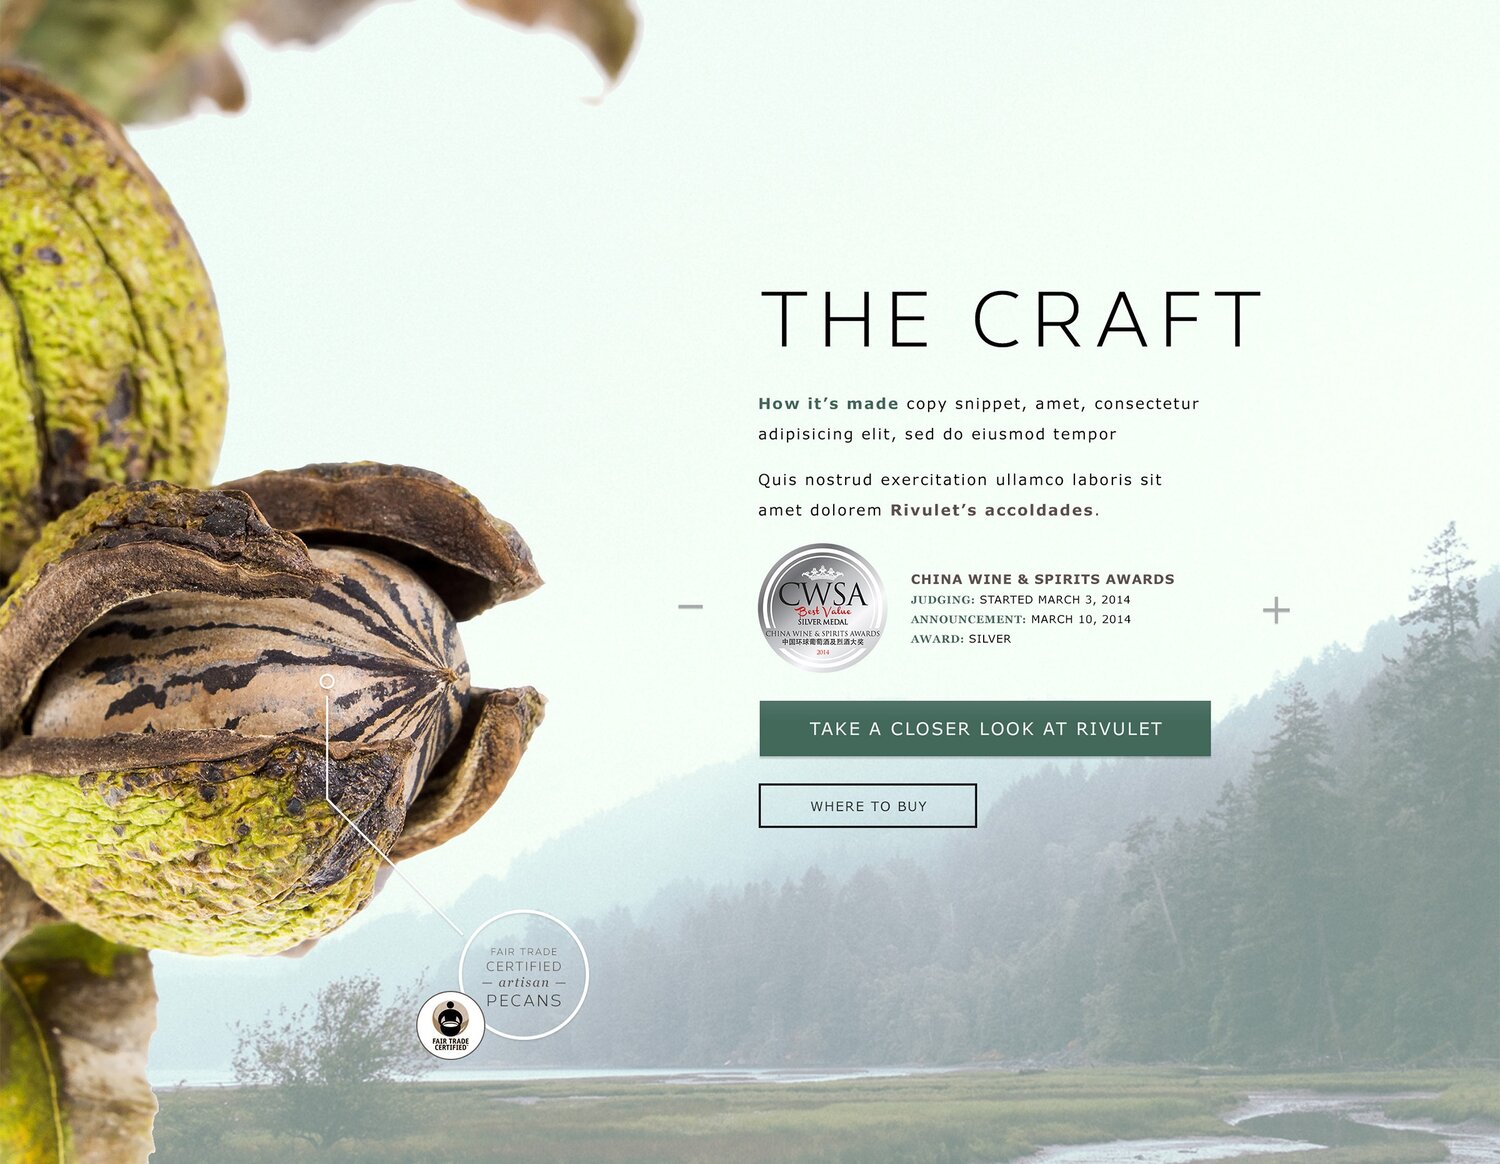 THE CRAFT
How it’s made copy snippet, amet, consectetur
adipisicing elit, sed do eiusmod tempor
Quis nostrud exercitation ullamco laboris sit
amet dolorem Rivulet’s accoldades.
CWSA
Best Value
SILVER MEDAL
CHINA WINE & SPIRITS AWARDS
中国环球葡萄酒及烈酒大奖
2014
CHINA WINE & SPIRITS AWARDS
JUDGING: STARTED MARCH 3, 2014
ANNOUNCEMENT: MARCH 10, 2014
AWARD: SILVER
TAKE A CLOSER LOOK AT RIVULET
WHERE TO BUY
FAIR TRADE
CERTIFIED
— artisan —
PECANS
FAIR TRADE
CERTIFIED